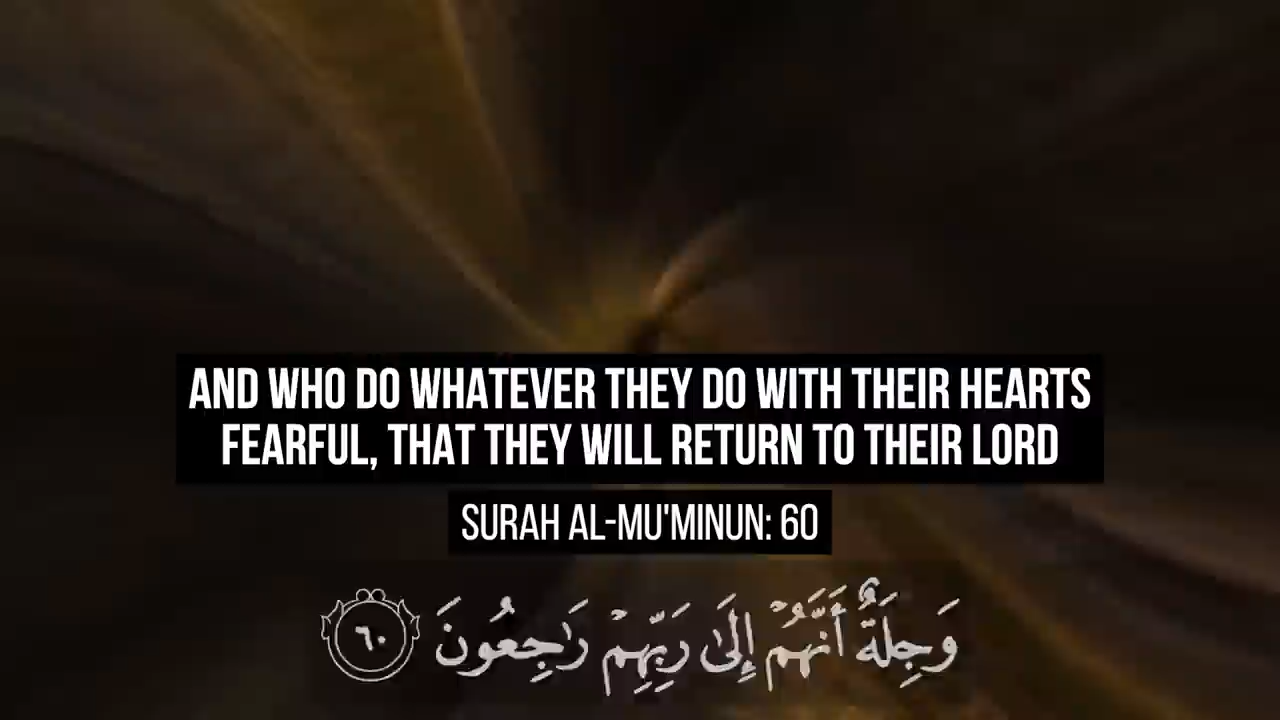 AND WHO DO WHATEVER THEY DO WITH THEIR HEARTS
FEARFUL, THAT THEY WILL RETURN TO THEIR LORD
SURAH AL-MU'MINUN: 60
وَجِلَةٌ أَنَّهُمْ إِلَىٰ رَبِّهِمْ رَٰجِعُونَ ٦٠